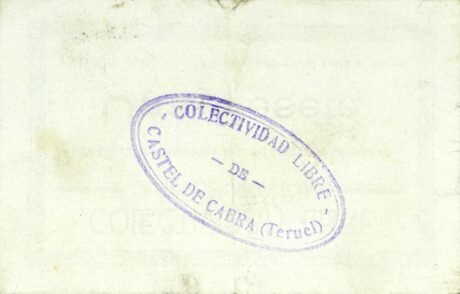 - COLECTIVIDAD LIBRE -
- DE -
CASTEL DE CABRA (Teruel)